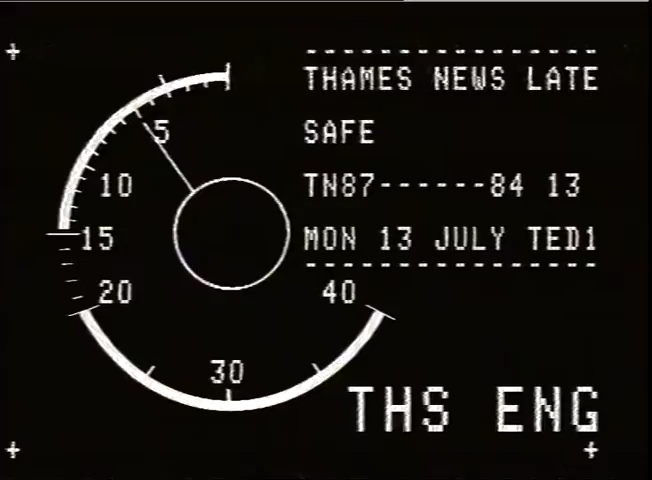 THAMES NEWS LATE
SAFE
TN87------84 13
MON 13 JULY TED1
5
10
15
20
40
30
THS ENG